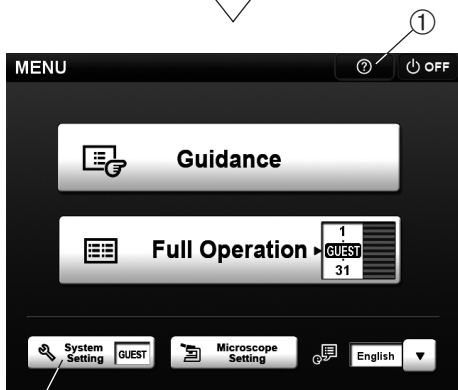 ①
MENU ? OFF
Guidance
Full Operation
1
GUEST
31
System
Setting
GUEST
Microscope
Setting
English